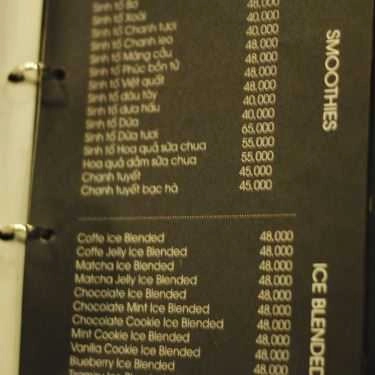 Sinh tố Bơ
Sinh tố Xoài 48,000
Sinh tố Chanh tươi 40,000
Sinh tố Chanh leo 40,000
Sinh tố Mãng cầu 48,000
Sinh tố Phúc bồn tử 48,000
Sinh tố Việt quất 48,000
Sinh tố dâu tây 48,000
Sinh tố dưa hấu 40,000
Sinh tố Dứa 40,000
Sinh tố Dừa tươi 65,000
Sinh tố Hoa quả sữa chua 55,000
Hoa quả dầm sữa chua 55,000
Chanh tuyết 45,000
Chanh tuyết bạc hà 45,000
SMOOTHIES
Coffe Ice Blended 48,000
Coffe Jelly Ice Blended 48,000
Matcha Ice Blended 48,000
Matcha Jelly Ice Blended 48,000
Chocolate Ice Blended 48,000
Chocolate Mint Ice Blended 48,000
Chocolate Cookie Ice Blended 48,000
Mint Cookie Ice Blended 48,000
Vanilla Cookie Ice Blended 48,000
Blueberry Ice Blended 48,000
ICE BLENDED